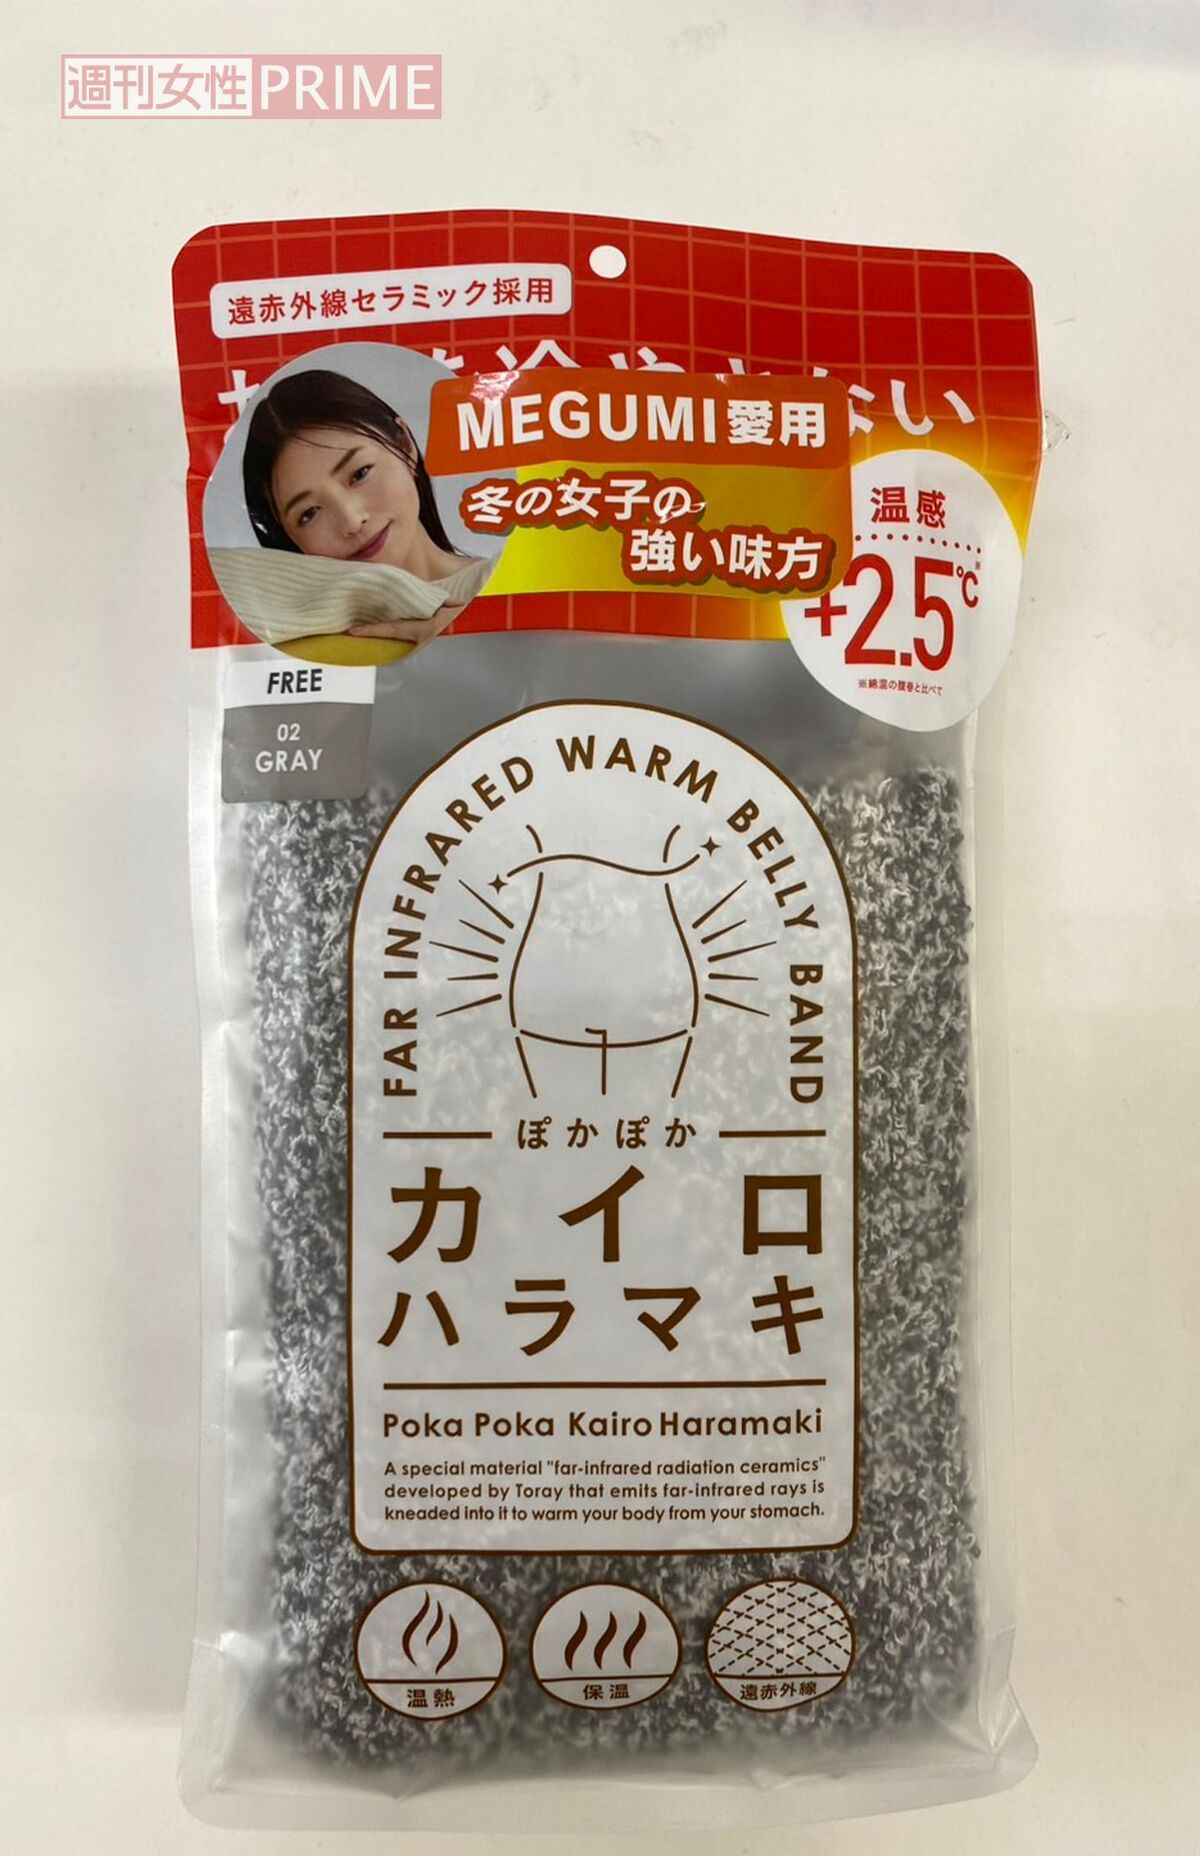 週刊女性PRIME
遠赤外線セラミック採用
冷やさない
MEGUMI愛用
冬の女子の
強い味方
温感
+2.5℃※
※綿混の腹巻と比べて
FREE
02
GRAY
FAR INFRARED WARM BELLY BAND
ぽかぽか
カイロ
ハラマキ
Poka Poka Kairo Haramaki
A special material "far-infrared radiation ceramics"
developed by Toray that emits far-infrared rays is
kneaded into it to warm your body from your stomach.
温熱
保温
遠赤外線